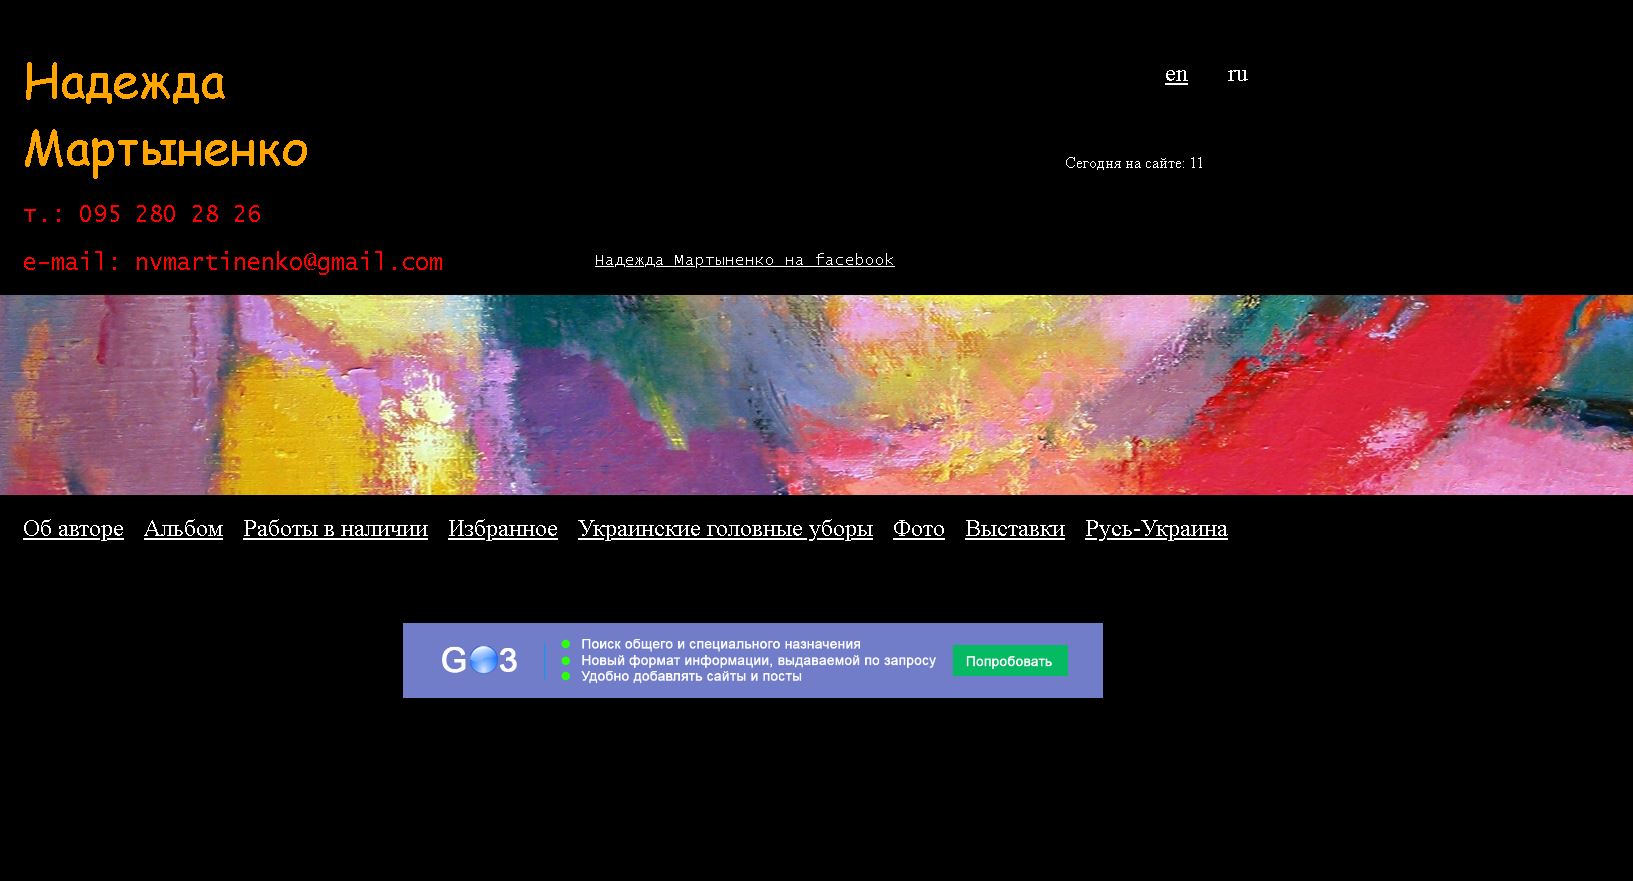 Надежда
Мартыненко
en ru
Сегодня на сайте: 11
т.: 095 280 28 26
e-mail: nvmartinenko@gmail.com
Надежда Мартыненко на facebook
Об авторе Альбом Работы в наличии Избранное Украинские головные уборы Фото Выставки Русь-Украина
GO3
Поиск общего и специального назначения
Новый формат информации, выдаваемой по запросу
Удобно добавлять сайты и посты
Попробовать